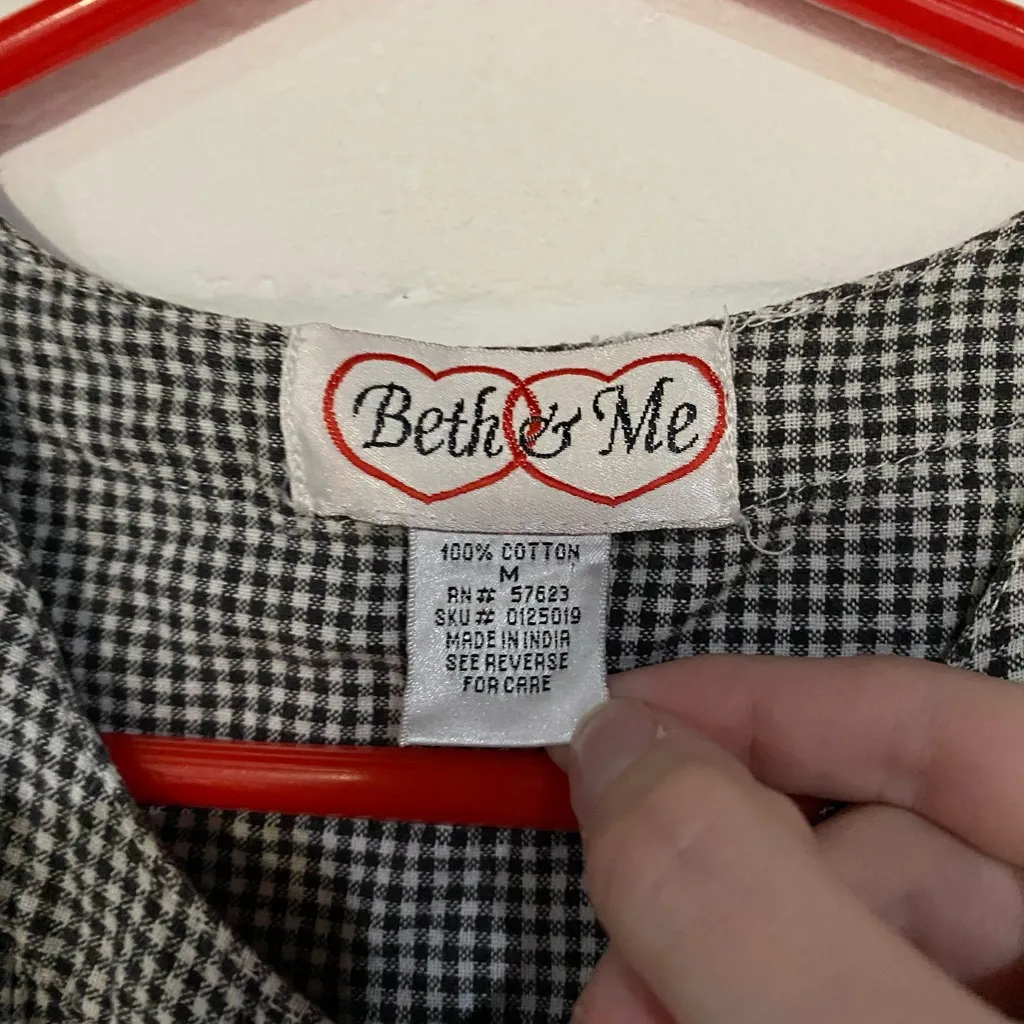 Beth & Me
100% COTTON
M
RN# 57623
SKU# 0125019
MADE IN INDIA
SEE REVERSE
FOR CARE